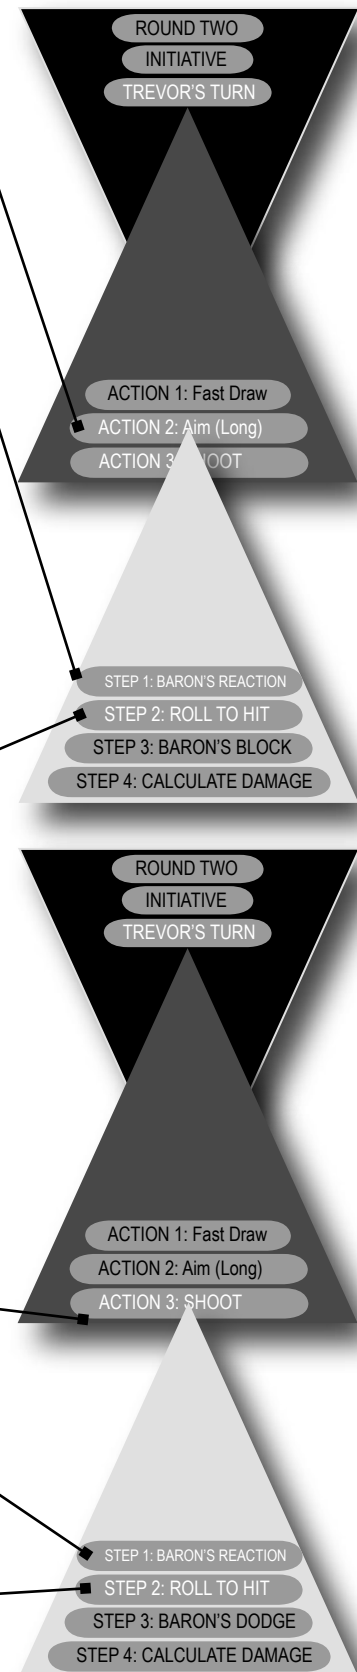 ROUND TWO
INITIATIVE
TREVOR'S TURN
ACTION 1: Fast Draw
ACTION 2: Aim (Long)
ACTION 3: SHOOT
STEP 1: BARON'S REACTION
STEP 2: ROLL TO HIT
STEP 3: BARON'S BLOCK
STEP 4: CALCULATE DAMAGE
ROUND TWO
INITIATIVE
TREVOR'S TURN
ACTION 1: Fast Draw
ACTION 2: Aim (Long)
ACTION 3: SHOOT
STEP 1: BARON'S REACTION
STEP 2: ROLL TO HIT
STEP 3: BARON'S DODGE
STEP 4: CALCULATE DAMAGE